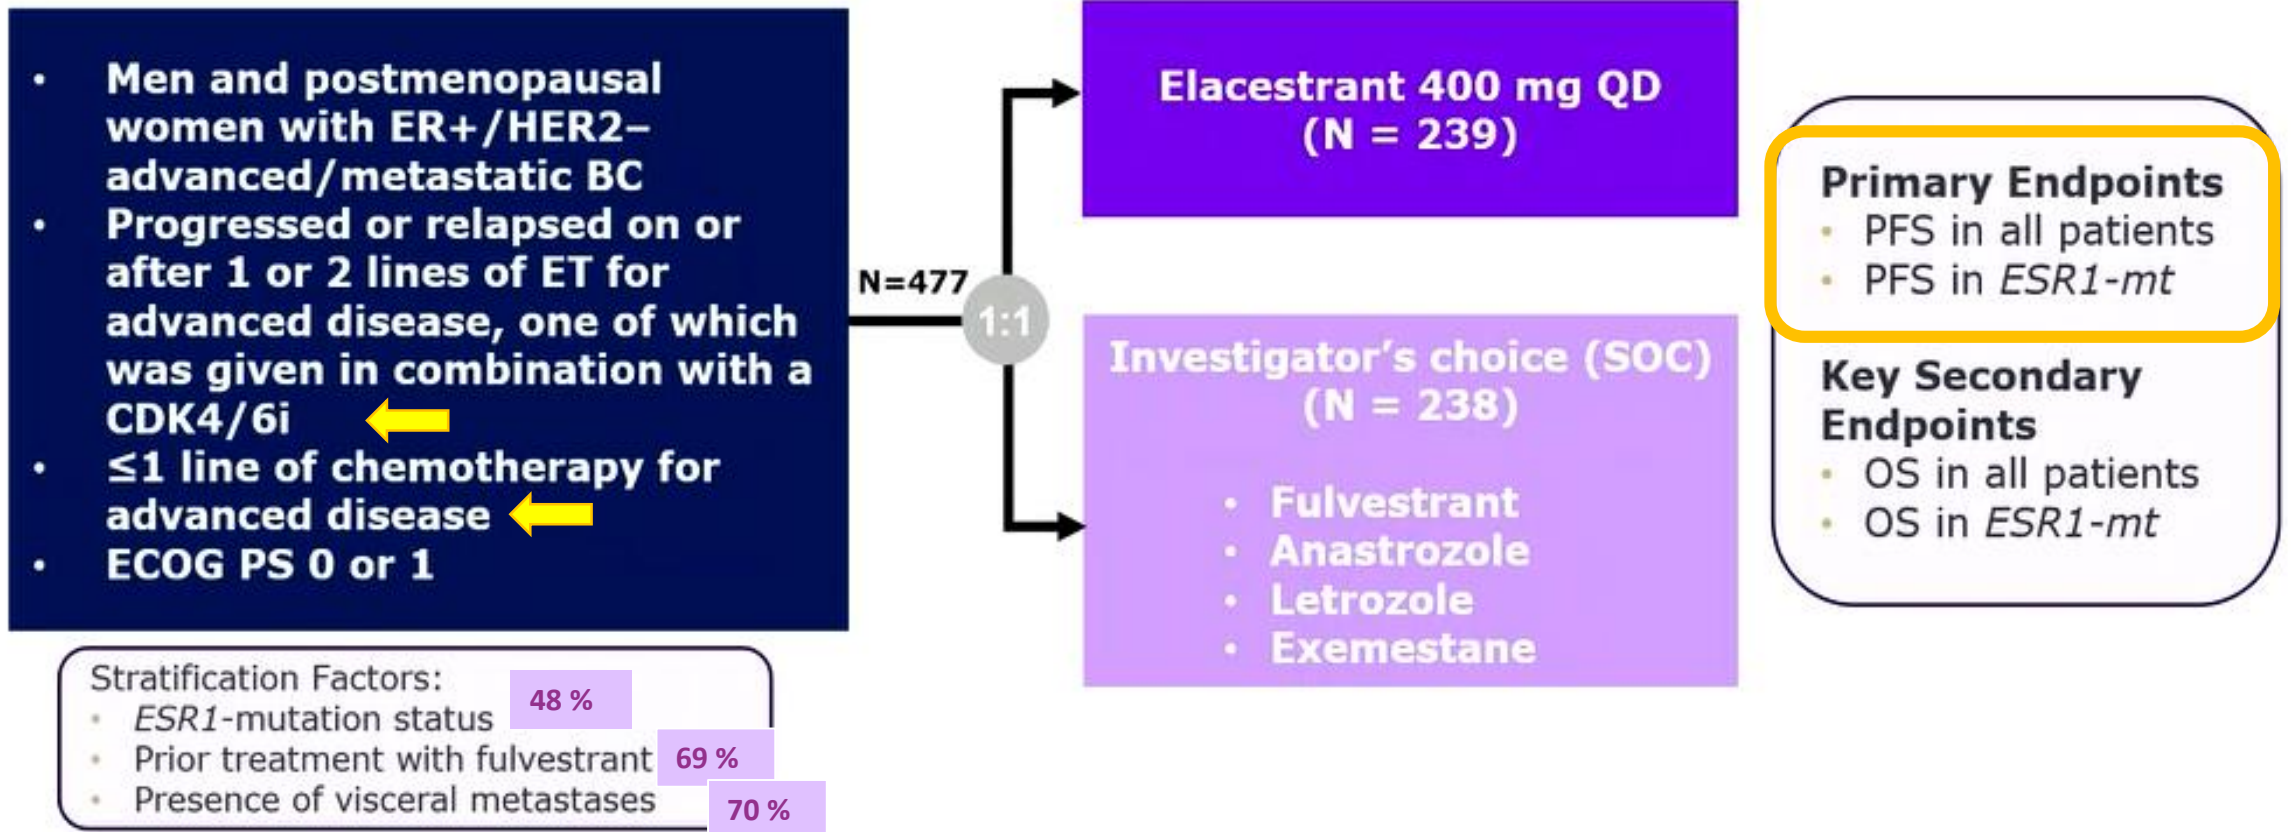 • Men and postmenopausal
women with ER+/HER2–
advanced/metastatic BC
• Progressed or relapsed on or
after 1 or 2 lines of ET for
advanced disease, one of which
was given in combination with a
CDK4/6i
• ≤1 line of chemotherapy for
advanced disease
• ECOG PS 0 or 1
Stratification Factors:
• ESR1-mutation status 48 %
• Prior treatment with fulvestrant 69 %
• Presence of visceral metastases 70 %
N=477
1:1
Elacestrant 400 mg QD
(N = 239)
Investigator’s choice (SOC)
(N = 238)
• Fulvestrant
• Anastrozole
• Letrozole
• Exemestane
Primary Endpoints
• PFS in all patients
• PFS in ESR1-mt
Key Secondary
Endpoints
• OS in all patients
• OS in ESR1-mt